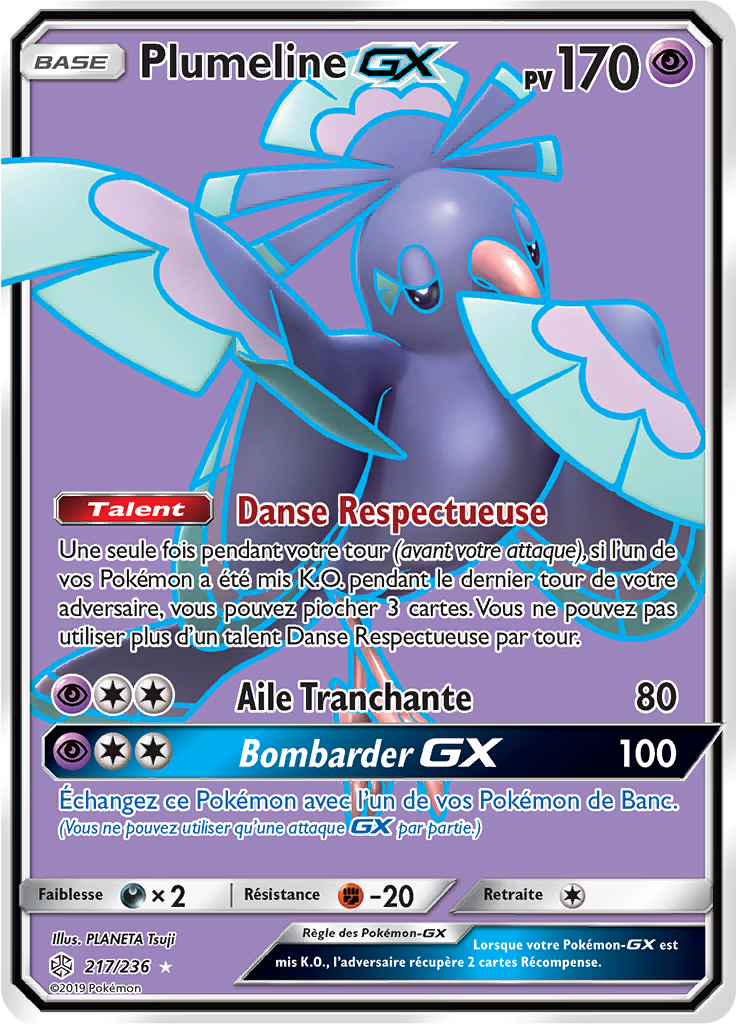 BASE Plumeline GX PV 170
Talent Danse Respectueuse
Une seule fois pendant votre tour (avant votre attaque), si l'un de
vos Pokémon a été mis K.O. pendant le dernier tour de votre
adversaire, vous pouvez piocher 3 cartes. Vous ne pouvez pas
utiliser plus d'un talent Danse Respectueuse par tour.
Aile Tranchante 80
Bombarder GX 100
Échangez ce Pokémon avec l'un de vos Pokémon de Banc.
(Vous ne pouvez utiliser qu'une attaque GX par partie.)
Faiblesse ×2 Résistance -20 Retraite
Illus. PLANETA Tsuji
217/236
©2019 Pokémon
Règle des Pokémon-GX
Lorsque votre Pokémon-GX est
mis K.O., l'adversaire récupère 2 cartes Récompense.